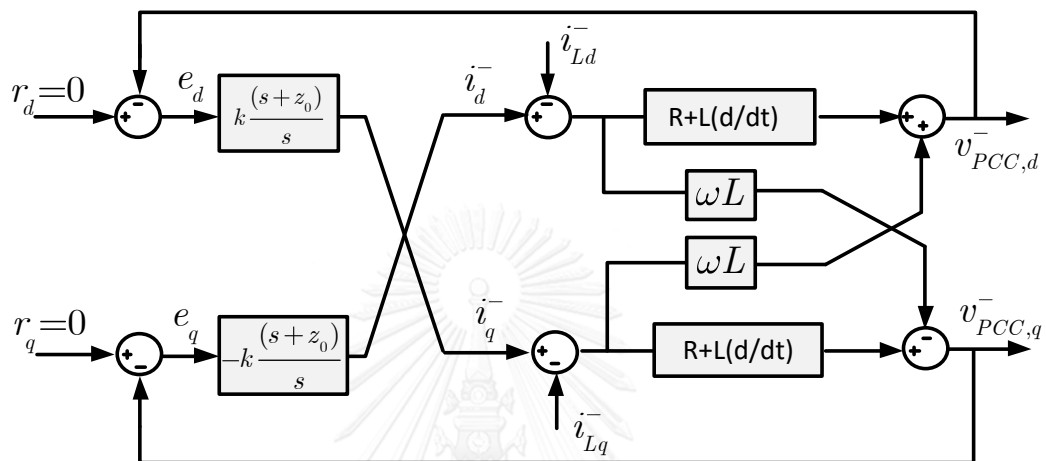 i_{Ld}^-
r_d=0
e_d
k (s+z_0)/s
i_d^-
R+L(d/dt)
v_{PCC,d}^-
ωL
ωL
r_q=0
e_q
-k (s+z_0)/s
i_q^-
R+L(d/dt)
v_{PCC,q}^-
i_{Lq}^-